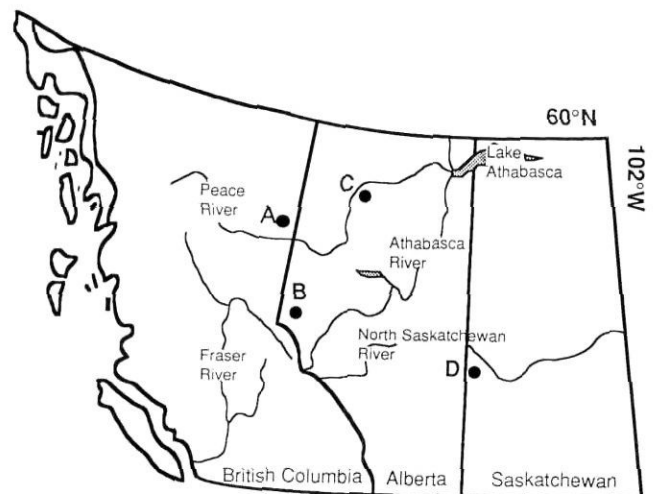 60°N
102°W
Lake
Athabasca
C
Peace
River
A
Athabasca
River
B
North Saskatchewan
River
Fraser
River
D
British Columbia
Alberta
Saskatchewan